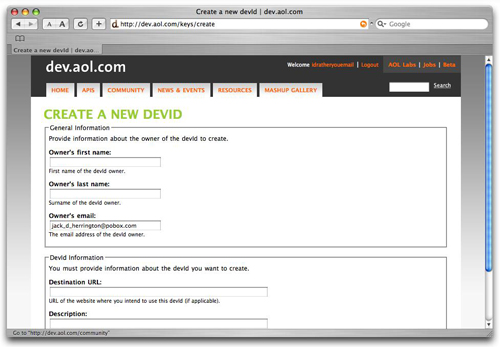 Create a new devId | dev.aol.com
http://dev.aol.com/keys/create
Google
Create a new devId | dev.ao...
dev.aol.com
Welcome stratheryouemail | Logout
AOL Labs | Jobs | Beta
HOME APIS COMMUNITY NEWS & EVENTS RESOURCES MASHUP GALLERY
Search
CREATE A NEW DEVID
General Information
Provide information about the owner of the devId to create.
Owner's first name:
First name of the devId owner.
Owner's last name:
Surname of the devId owner.
Owner's email:
jack_d_herrington@pobox.com
The email address of the devId owner.
DevId Information
You must provide information about the devId you want to create.
Destination URL:
URL of the website where you intend to use this devId (if applicable).
Description:
Go to "http://dev.aol.com/community"